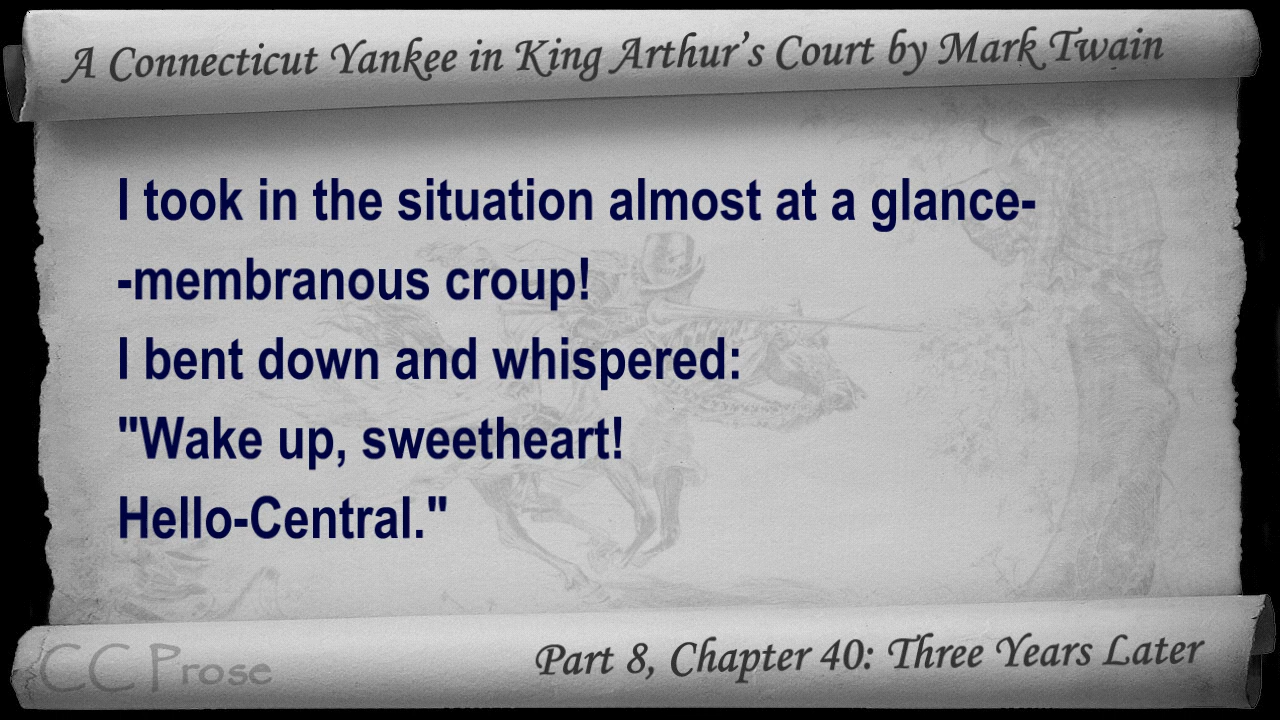 A Connecticut Yankee in King Arthur's Court by Mark Twain
I took in the situation almost at a glance-
-membranous croup!
I bent down and whispered:
"Wake up, sweetheart!
Hello-Central."
CC Prose
Part 8, Chapter 40: Three Years Later